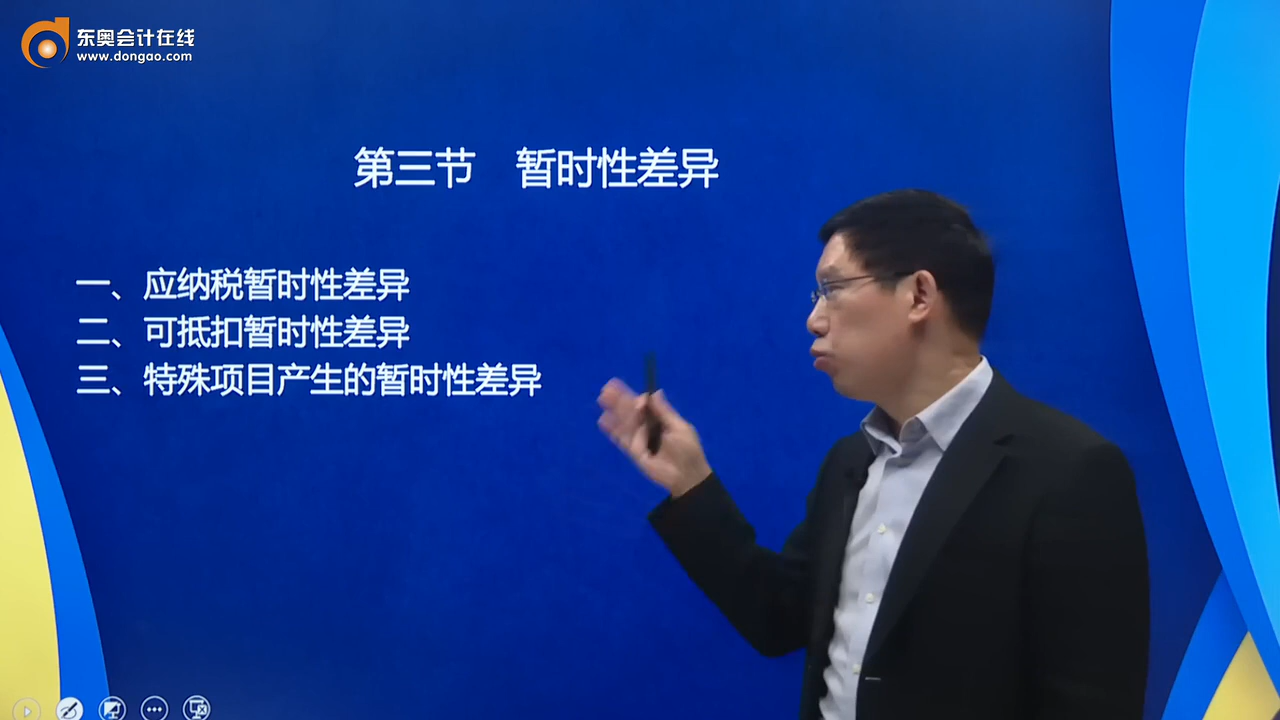 东奥会计在线
www.dongao.com
第三节 暂时性差异
一、应纳税暂时性差异
二、可抵扣暂时性差异
三、特殊项目产生的暂时性差异